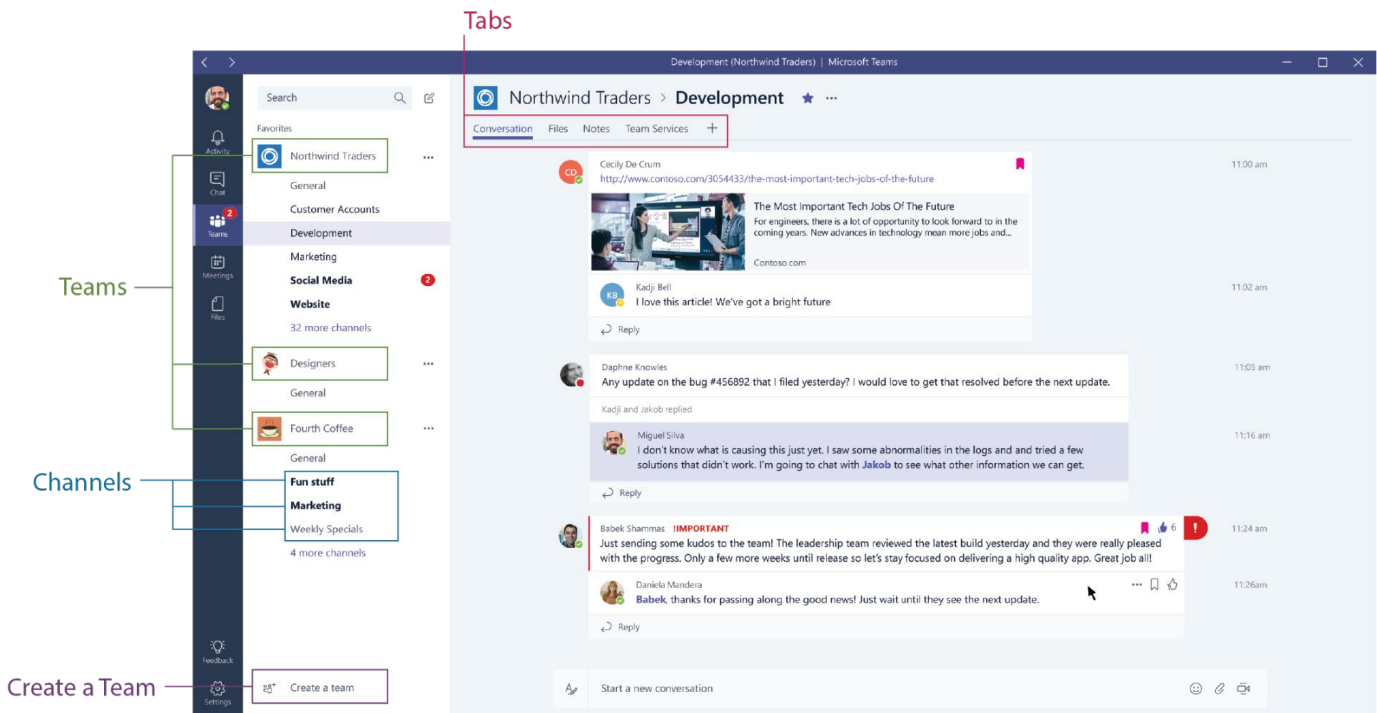 Tabs
Development (Northwind Traders) | Microsoft Teams
Search
Northwind Traders > Development
Favorites
Conversation Files Notes Team Services
Activity
Northwind Traders
General
Chat
Customer Accounts
2
Teams
Development
Marketing
Meetings
Social Media 2
Teams
Website
Files
32 more channels
Designers
General
Fourth Coffee
General
Channels
Fun stuff
Marketing
Weekly Specials
4 more channels
Feedback
Create a Team
Create a team
Settings
CD
Cecily De Crum 11:00 am
http://www.contoso.com/3054433/the-most-important-tech-jobs-of-the-future
The Most Important Tech Jobs Of The Future
For engineers, there is a lot of opportunity to look forward to in the
coming years. New advances in technology mean more jobs and...
Contoso.com
KB
Kadji Bell 11:02 am
I love this article! We've got a bright future
Reply
Daphne Knowles 11:05 am
Any update on the bug #456892 that I filed yesterday? I would love to get that resolved before the next update.
Kadji and Jakob replied
Miguel Silva 11:16 am
I don't know what is causing this just yet. I saw some abnormalities in the logs and and tried a few
solutions that didn't work. I'm going to chat with Jakob to see what other information we can get.
Reply
Babek Shammas !IMPORTANT 6 ! 11:24 am
Just sending some kudos to the team! The leadership team reviewed the latest build yesterday and they were really pleased
with the progress. Only a few more weeks until release so let's stay focused on delivering a high quality app. Great job all!
Daniela Mandera 11:26am
Babek, thanks for passing along the good news! Just wait until they see the next update.
Reply
Start a new conversation